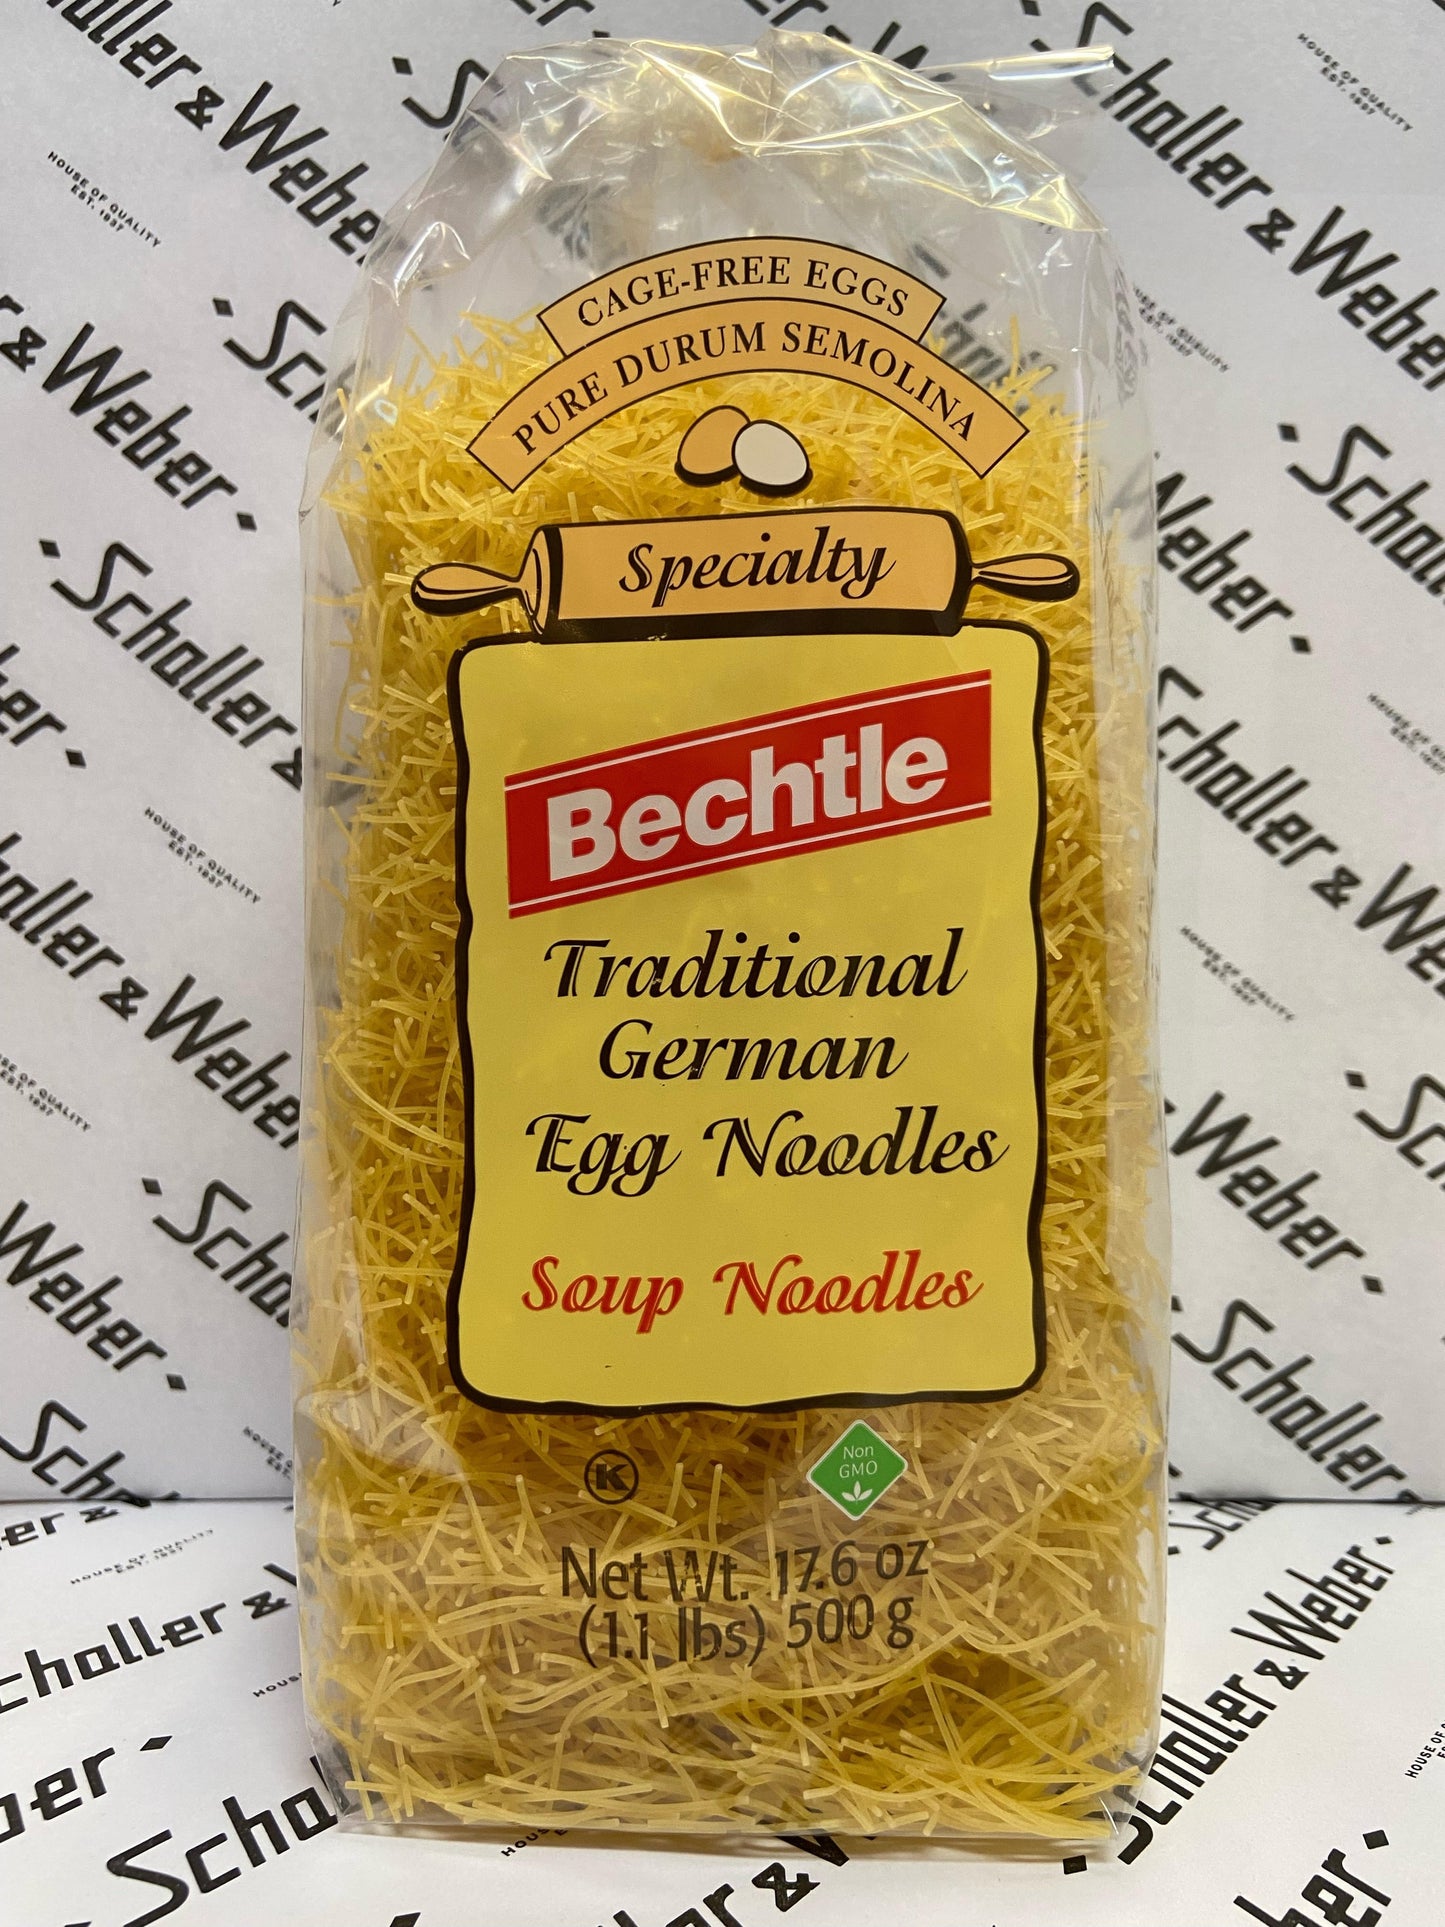 CAGE-FREE EGGS
PURE DURUM SEMOLINA
Specialty
Bechtle
Traditional
German
Egg Noodles
Soup Noodles
K
Non
GMO
Net Wt. 17.6 oz
(1.1 lbs) 500 g
Schaller & Weber
HOUSE OF QUALITY
EST. 1937